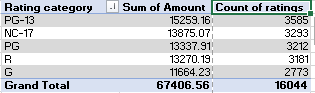 Rating category Sum of Amount Count of ratings
PG-13 15259.16 3585
NC-17 13875.07 3293
PG 13337.91 3212
R 13270.19 3181
G 11664.23 2773
Grand Total 67406.56 16044